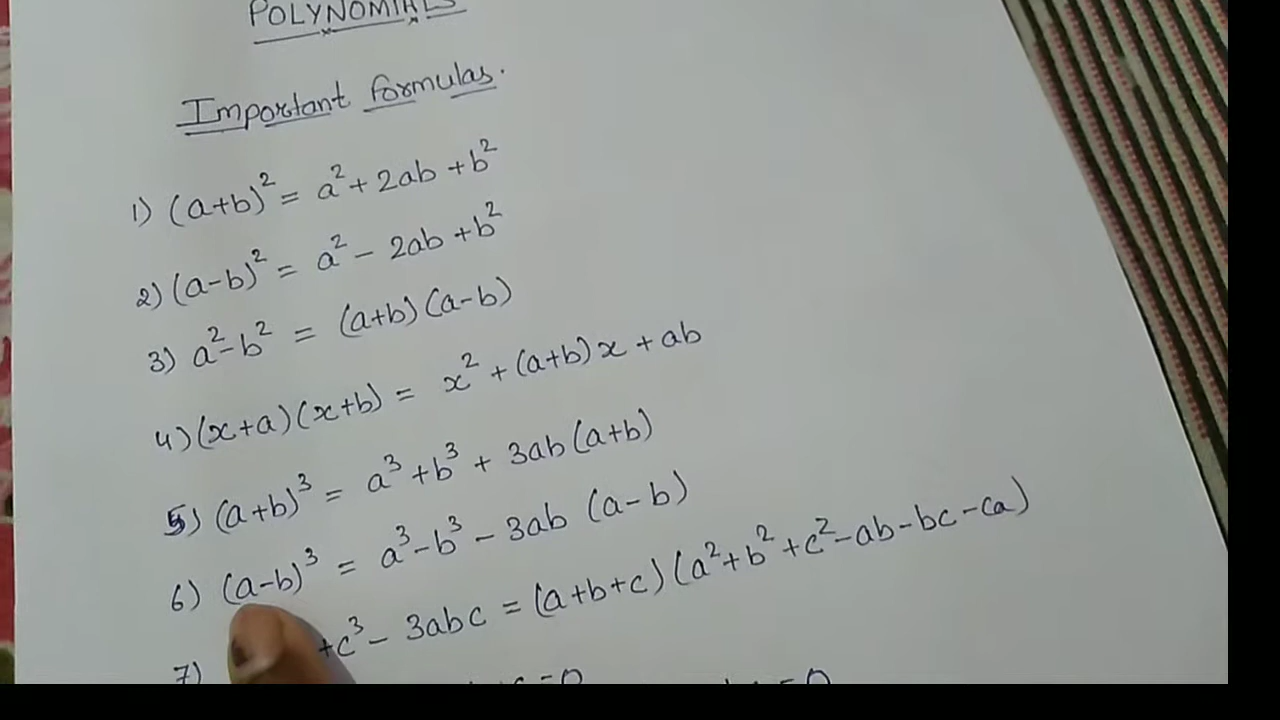 POLYNOMIALS
Important formulas.
1) (a+b)² = a² + 2ab + b²
2) (a-b)² = a² - 2ab + b²
3) a² - b² = (a+b)(a-b)
4) (x+a)(x+b) = x² + (a+b)x + ab
5) (a+b)³ = a³ + b³ + 3ab(a+b)
6) (a-b)³ = a³ - b³ - 3ab (a-b)
7) +c³ - 3abc = (a+b+c)(a²+b²+c²-ab-bc-ca)
=0 =0